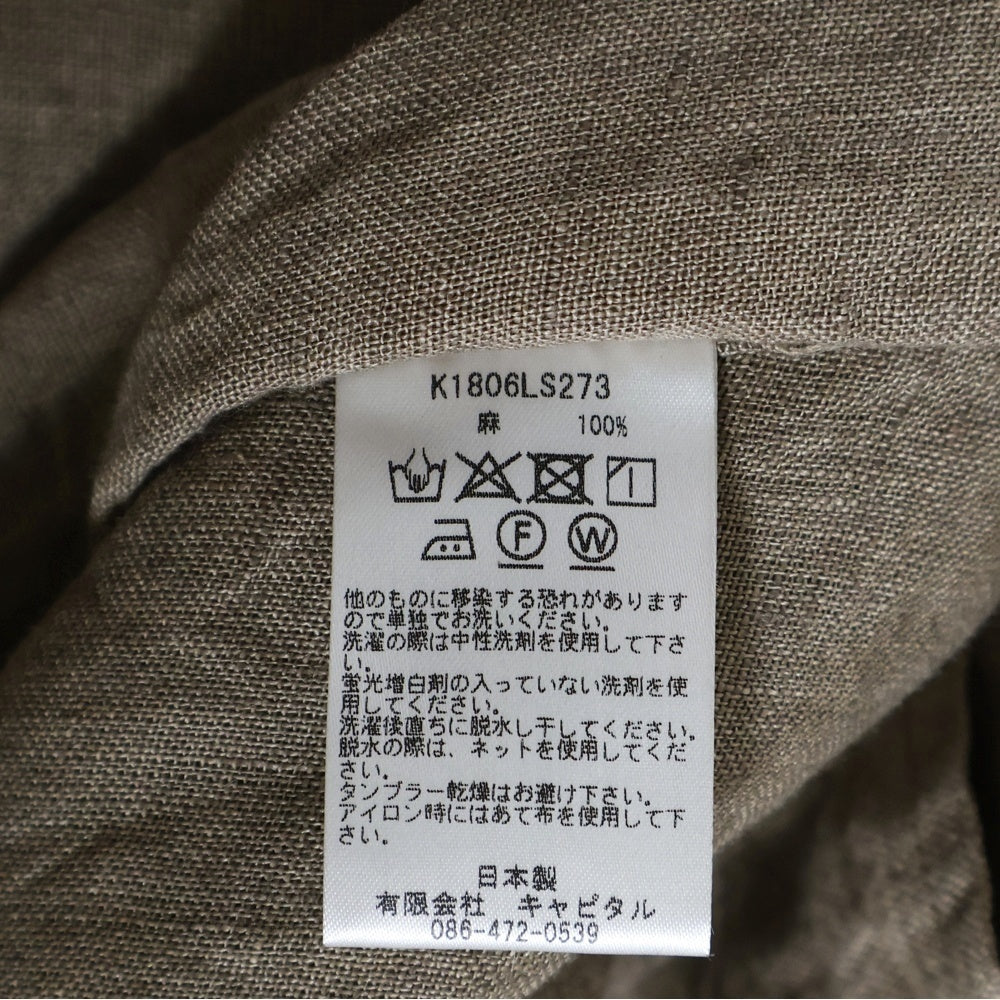 K1806LS273
麻 100%
F W
他のものに移染する恐れがあります
ので単独でお洗いください。
洗濯の際は中性洗剤を使用して下さ
い。
蛍光増白剤の入っていない洗剤を使
用してください。
洗濯後直ちに脱水し干してください。
脱水の際は、ネットを使用してくだ
さい。
タンブラー乾燥はお避け下さい。
アイロン時にはあて布を使用して下
さい。
日本製
有限会社 キャピタル
086-472-0539